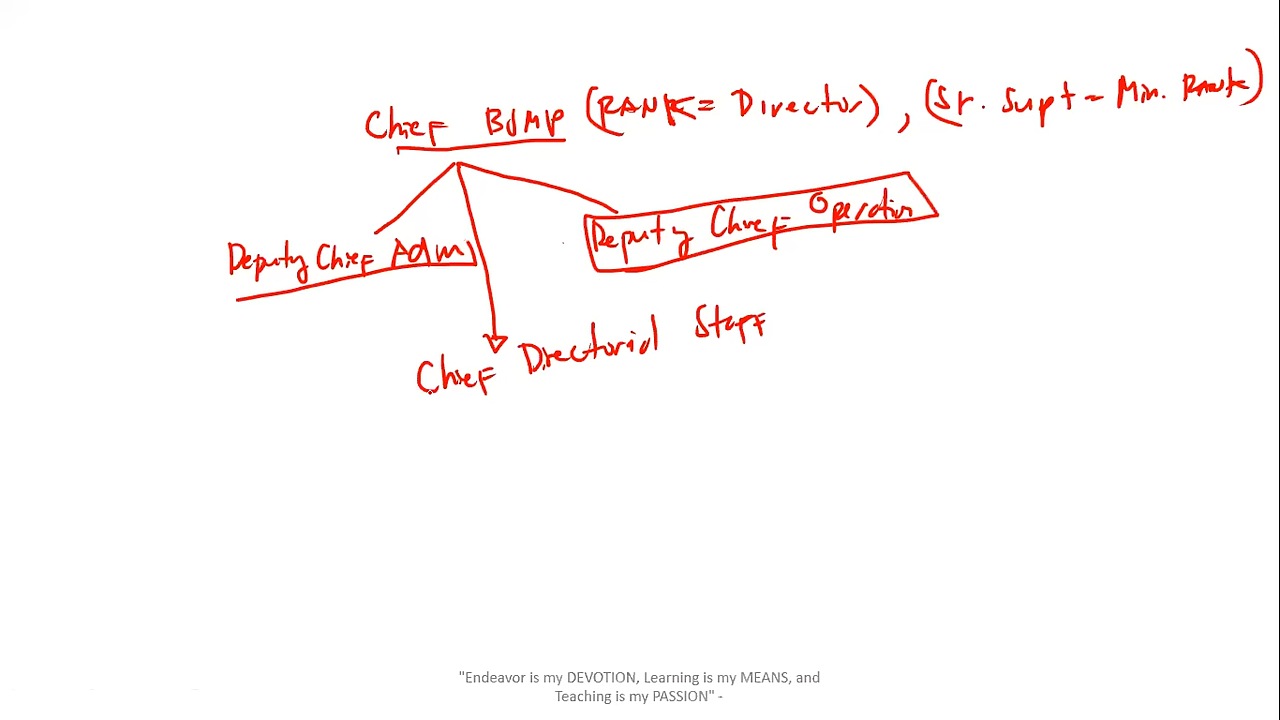 Chief BJMP (RANK = Director), (Sr. Supt - Min. Rank)
Deputy Chief Adm
Deputy Chief Operation
Chief Directorial Staff
"Endeavor is my DEVOTION, Learning is my MEANS, and
Teaching is my PASSION" -